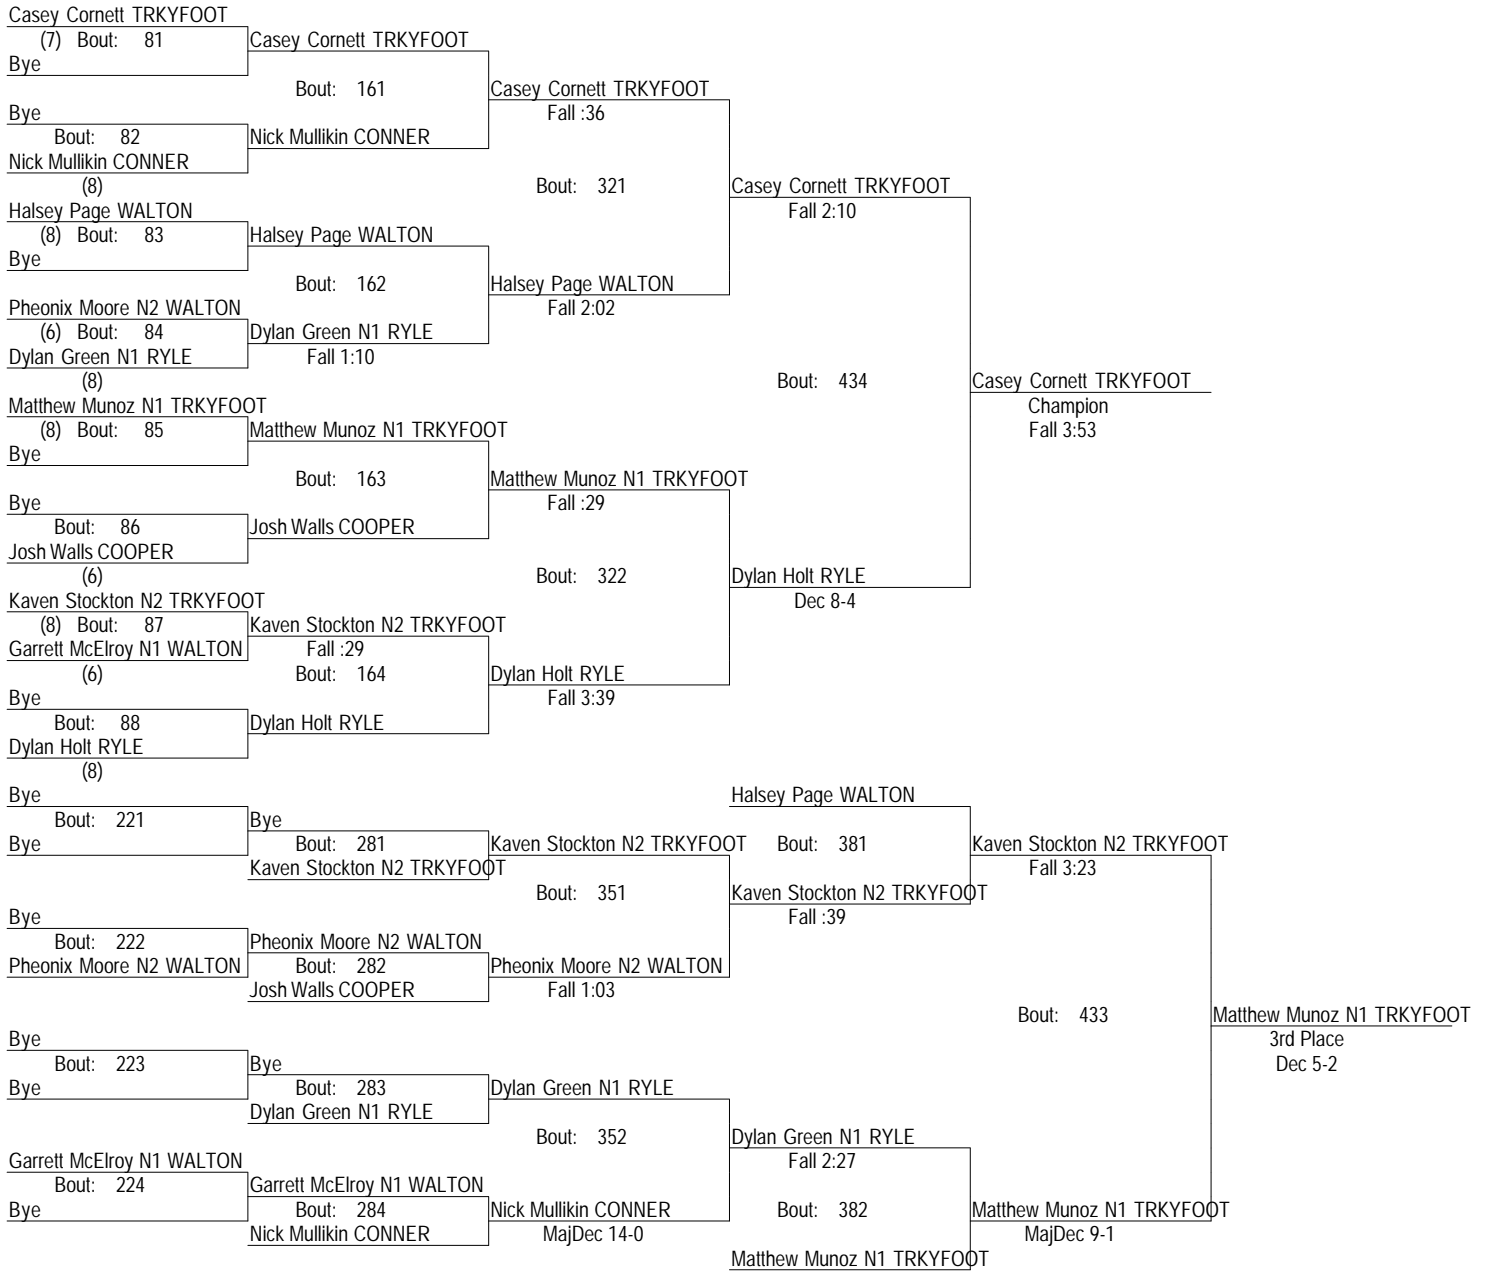 Casey Cornett TRKYFOOT
(7) Bout: 81 Casey Cornett TRKYFOOT
Bye
Bout: 161 Casey Cornett TRKYFOOT
Bye Fall :36
Bout: 82 Nick Mullikin CONNER
Nick Mullikin CONNER
(8) Bout: 321 Casey Cornett TRKYFOOT
Halsey Page WALTON Fall 2:10
(8) Bout: 83 Halsey Page WALTON
Bye
Bout: 162 Halsey Page WALTON
Pheonix Moore N2 WALTON Fall 2:02
(6) Bout: 84 Dylan Green N1 RYLE
Dylan Green N1 RYLE Fall 1:10
(8) Bout: 434 Casey Cornett TRKYFOOT
Matthew Munoz N1 TRKYFOOT Champion
(8) Bout: 85 Matthew Munoz N1 TRKYFOOT Fall 3:53
Bye
Bout: 163 Matthew Munoz N1 TRKYFOOT
Bye Fall :29
Bout: 86 Josh Walls COOPER
Josh Walls COOPER
(6) Bout: 322 Dylan Holt RYLE
Kaven Stockton N2 TRKYFOOT Dec 8-4
(8) Bout: 87 Kaven Stockton N2 TRKYFOOT
Garrett McElroy N1 WALTON Fall :29
(6) Bout: 164 Dylan Holt RYLE
Bye Fall 3:39
Bout: 88 Dylan Holt RYLE
Dylan Holt RYLE
(8)
Bye Halsey Page WALTON
Bout: 221 Bye
Bye Bout: 281 Kaven Stockton N2 TRKYFOOT Bout: 381 Kaven Stockton N2 TRKYFOOT
Kaven Stockton N2 TRKYFOOT Fall 3:23
Bout: 351 Kaven Stockton N2 TRKYFOOT
Bye Fall :39
Bout: 222 Pheonix Moore N2 WALTON
Pheonix Moore N2 WALTON Bout: 282 Pheonix Moore N2 WALTON
Josh Walls COOPER Fall 1:03
Bout: 433 Matthew Munoz N1 TRKYFOOT
Bye 3rd Place
Bout: 223 Bye Dec 5-2
Bye Bout: 283 Dylan Green N1 RYLE
Dylan Green N1 RYLE
Bout: 352 Dylan Green N1 RYLE
Garrett McElroy N1 WALTON Fall 2:27
Bout: 224 Garrett McElroy N1 WALTON
Bye Bout: 284 Nick Mullikin CONNER Bout: 382 Matthew Munoz N1 TRKYFOOT
Nick Mullikin CONNER MajDec 14-0 MajDec 9-1
Matthew Munoz N1 TRKYFOOT